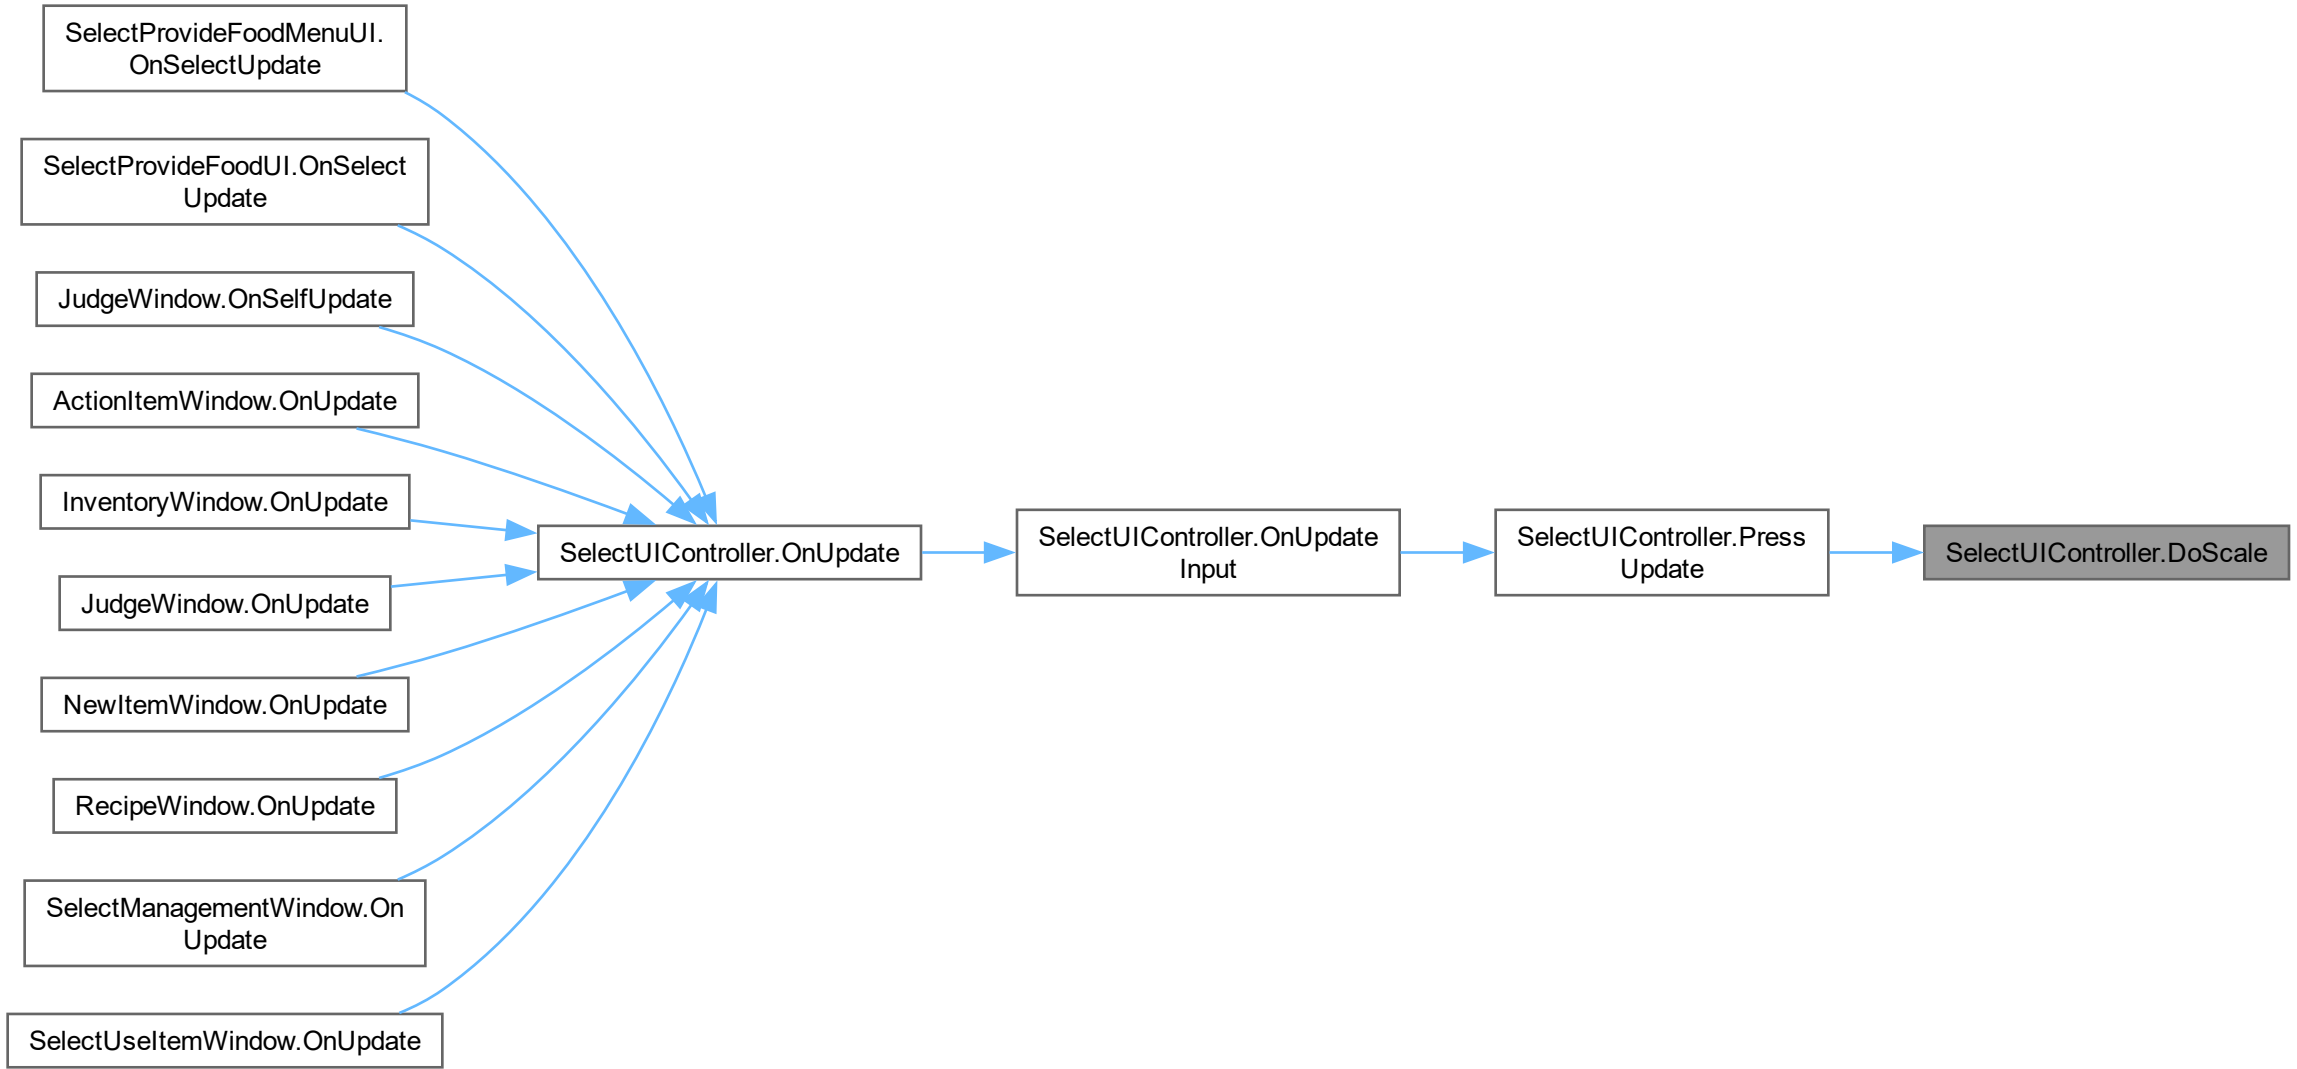 SelectProvideFoodMenuUI.
OnSelectUpdate
SelectProvideFoodUI.OnSelect
Update
JudgeWindow.OnSelfUpdate
ActionItemWindow.OnUpdate
InventoryWindow.OnUpdate
JudgeWindow.OnUpdate
NewItemWindow.OnUpdate
RecipeWindow.OnUpdate
SelectManagementWindow.On
Update
SelectUseItemWindow.OnUpdate
SelectUIController.OnUpdate
SelectUIController.OnUpdate
Input
SelectUIController.Press
Update
SelectUIController.DoScale